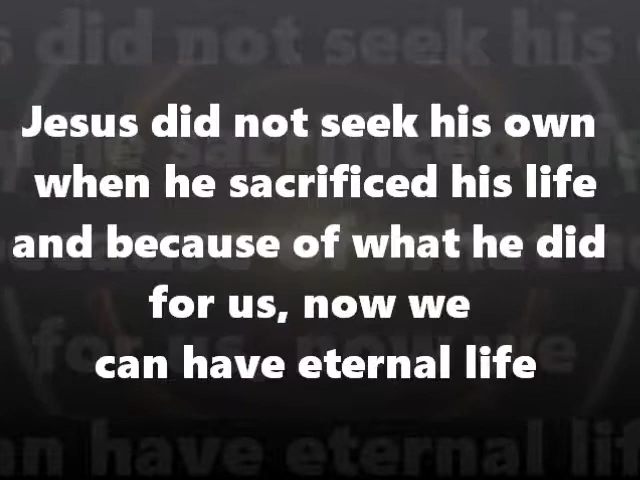 Jesus did not seek his own
when he sacrificed his life
and because of what he did
for us, now we
can have eternal life